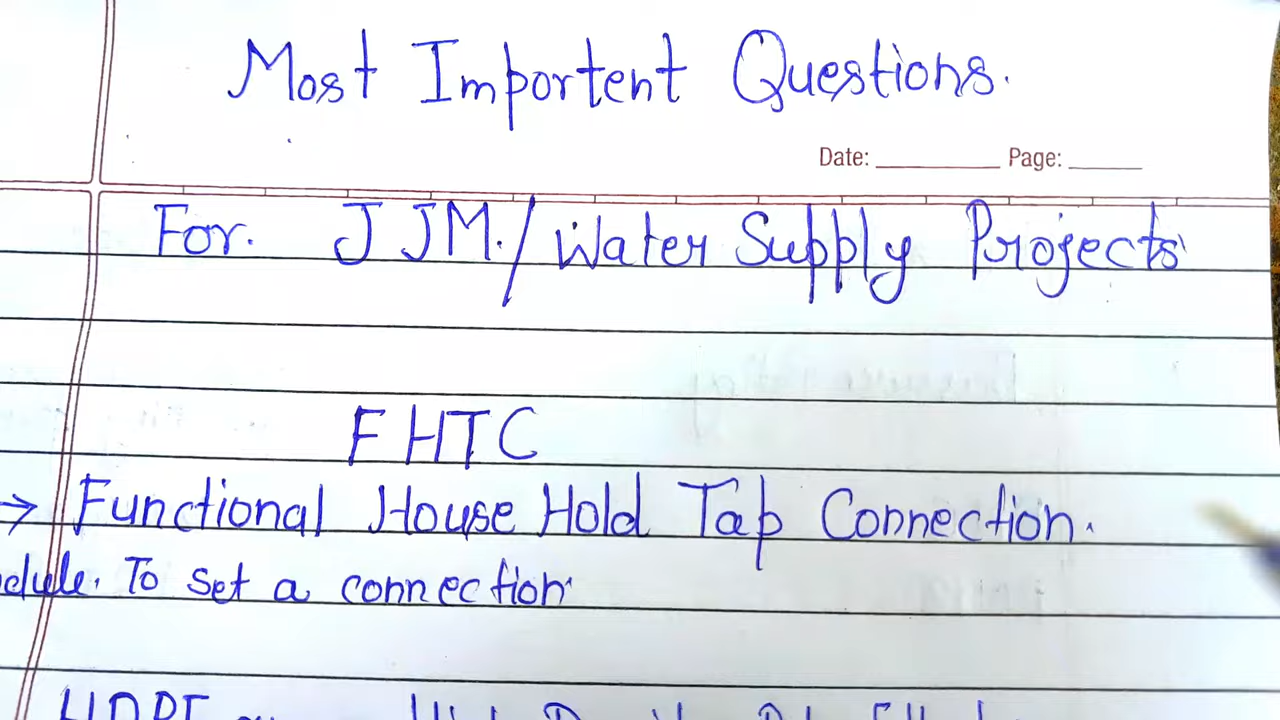 Most Importent Questions.
Date: Page:
For. JJM./Water Supply Projects
FHTC
→ Functional House Hold Tap Connection.
To set a connection